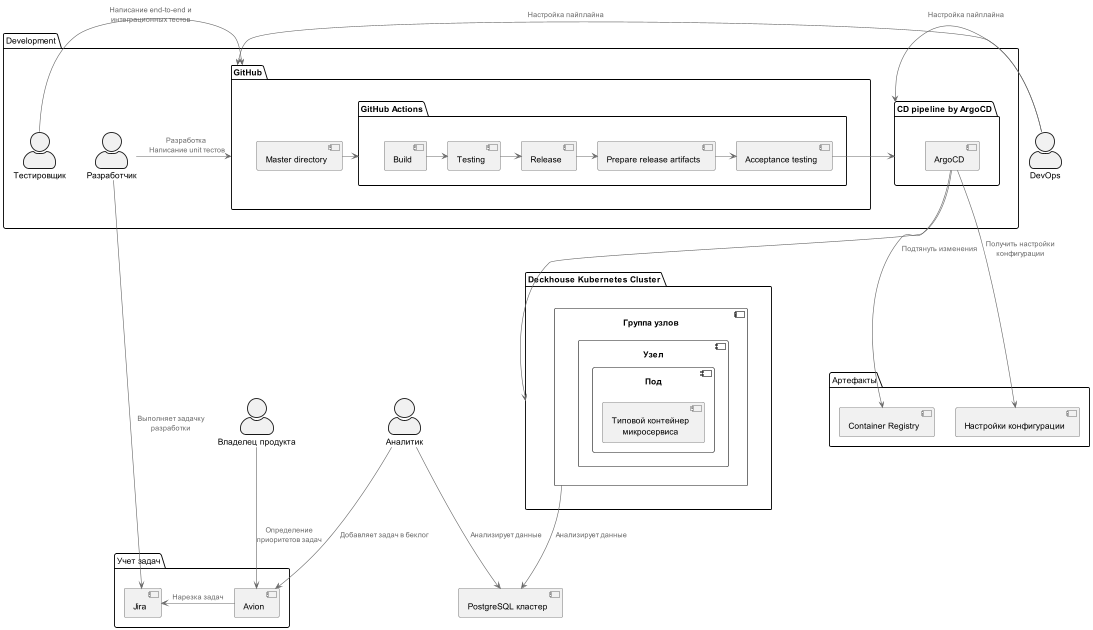 Написание end-to-end и
интеграционных тестов
Настройка пайплайна
Настройка пайплайна
Development
GitHub
GitHub Actions
CD pipeline by ArgoCD
Тестировщик
Разработчик
Разработка
Написание unit тестов
Master directory
Build
Testing
Release
Prepare release artifacts
Acceptance testing
ArgoCD
DevOps
Подтянуть изменения
Получить настройки
конфигурации
Deckhouse Kubernetes Cluster
Группа узлов
Узел
Под
Типовой контейнер
микросервиса
Артефакты
Container Registry
Настройки конфигурации
Выполняет задачку
разработки
Владелец продукта
Аналитик
Определение
приоритетов задач
Добавляет задач в беклог
Анализирует данные
Анализирует данные
Учет задач
Jira
Нарезка задач
Avion
PostgreSQL кластер